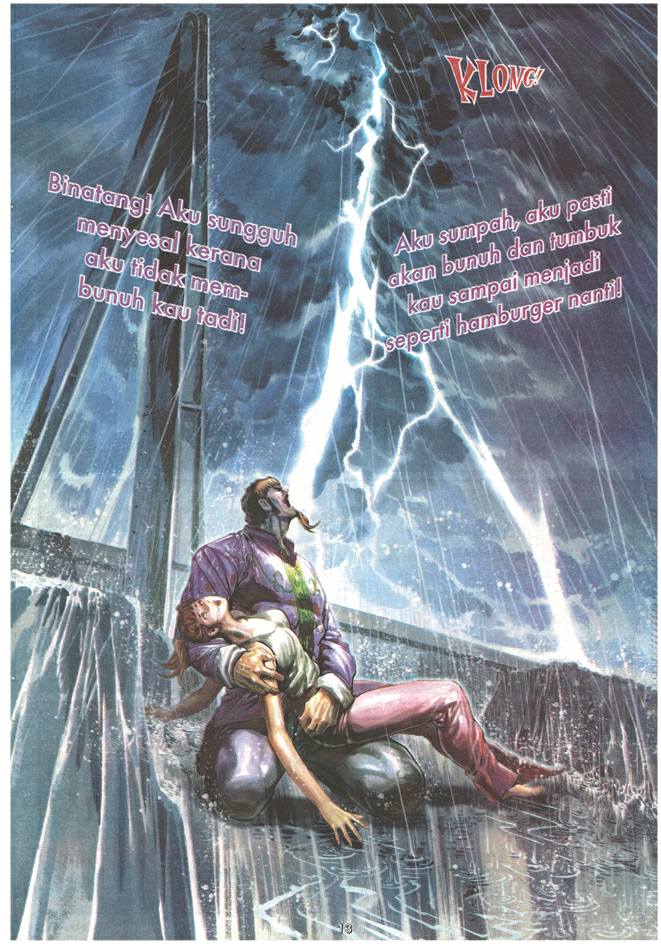 KLONG!
Binatang! Aku sungguh
menyesal kerana
aku tidak mem-
bunuh kau tadi!
Aku sumpah, aku pasti
akan bunuh dan tumbuk
kau sampai menjadi
seperti hamburger nanti!
13